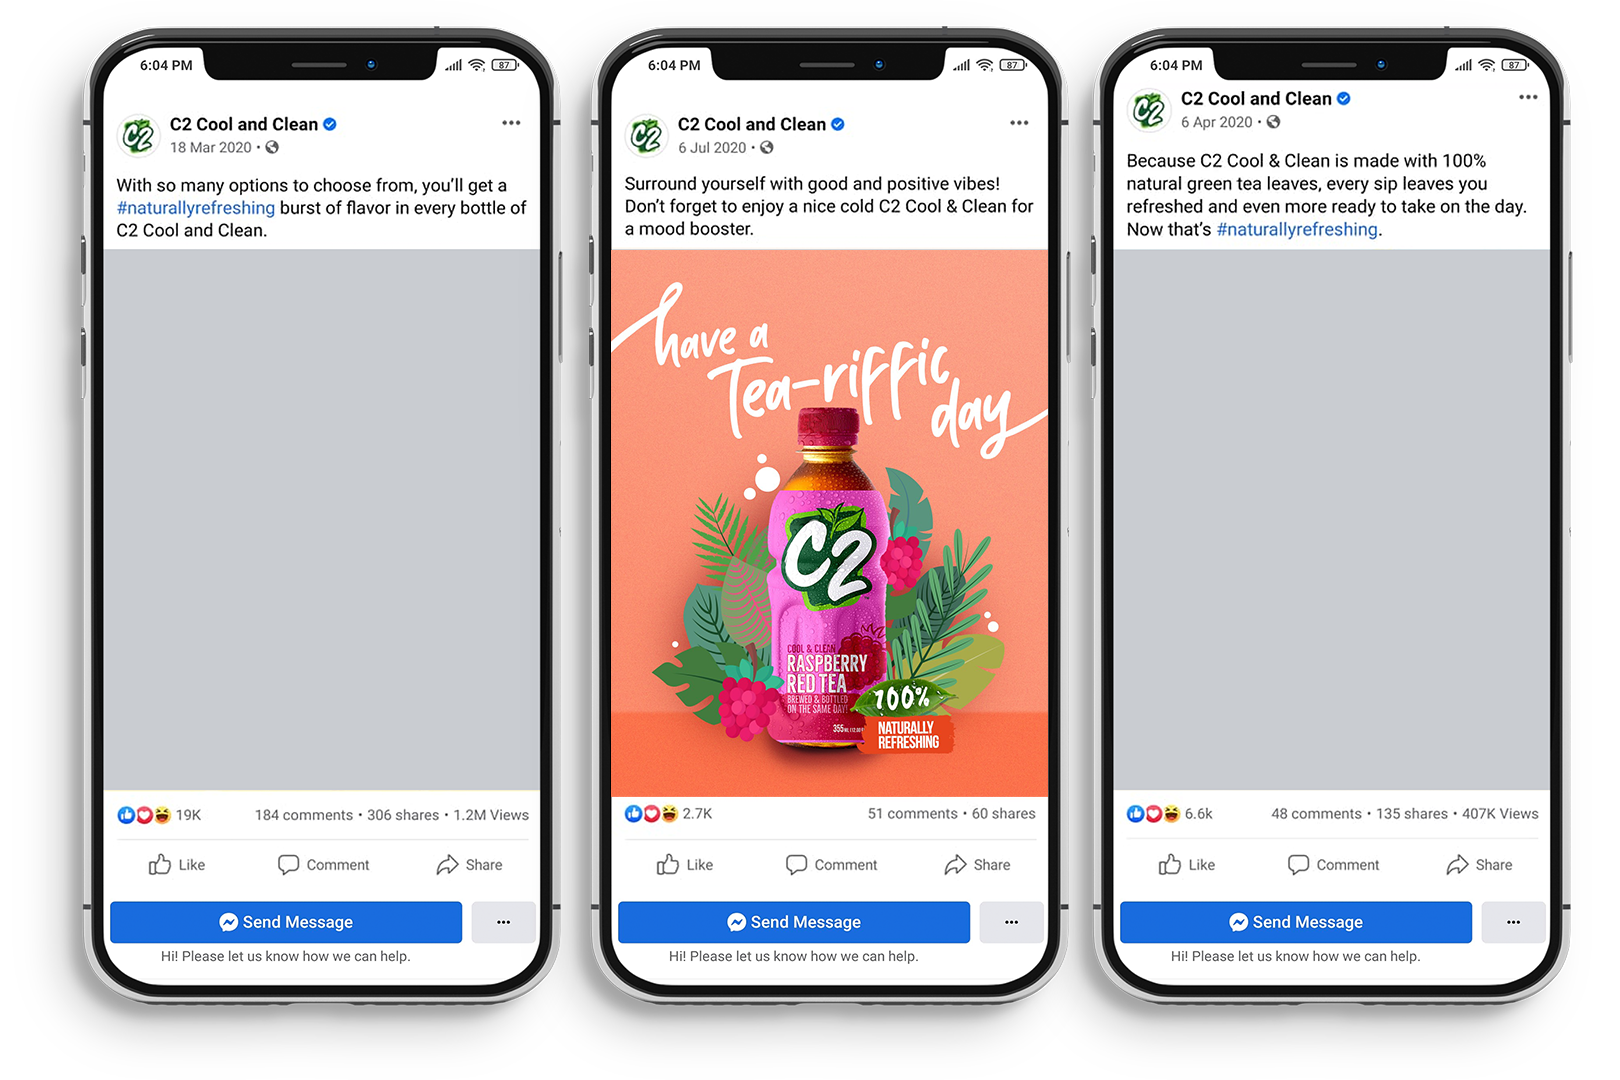 6:04 PM
87
C2 Cool and Clean
18 Mar 2020 •
With so many options to choose from, you'll get a
#naturallyrefreshing burst of flavor in every bottle of
C2 Cool and Clean.
19K
184 comments • 306 shares • 1.2M Views
Like
Comment
Share
Send Message
Hi! Please let us know how we can help.
6:04 PM
87
C2
C2 Cool and Clean
6 Jul 2020 •
Surround yourself with good and positive vibes!
Don't forget to enjoy a nice cold C2 Cool & Clean for
a mood booster.
have a
Tea-riffic
day
C2
COOL & CLEAN
RASPBERRY
RED TEA
BREWED & BOTTLED
ON THE SAME DAY!
355
100%
NATURALLY
REFRESHING
2.7K
51 comments • 60 shares
Like
Comment
Share
Send Message
Hi! Please let us know how we can help.
6:04 PM
87
C2
C2 Cool and Clean
6 Apr 2020 •
Because C2 Cool & Clean is made with 100%
natural green tea leaves, every sip leaves you
refreshed and even more ready to take on the day.
Now that's #naturallyrefreshing.
6.6k
48 comments • 135 shares • 407K Views
Like
Comment
Share
Send Message
Hi! Please let us know how we can help.